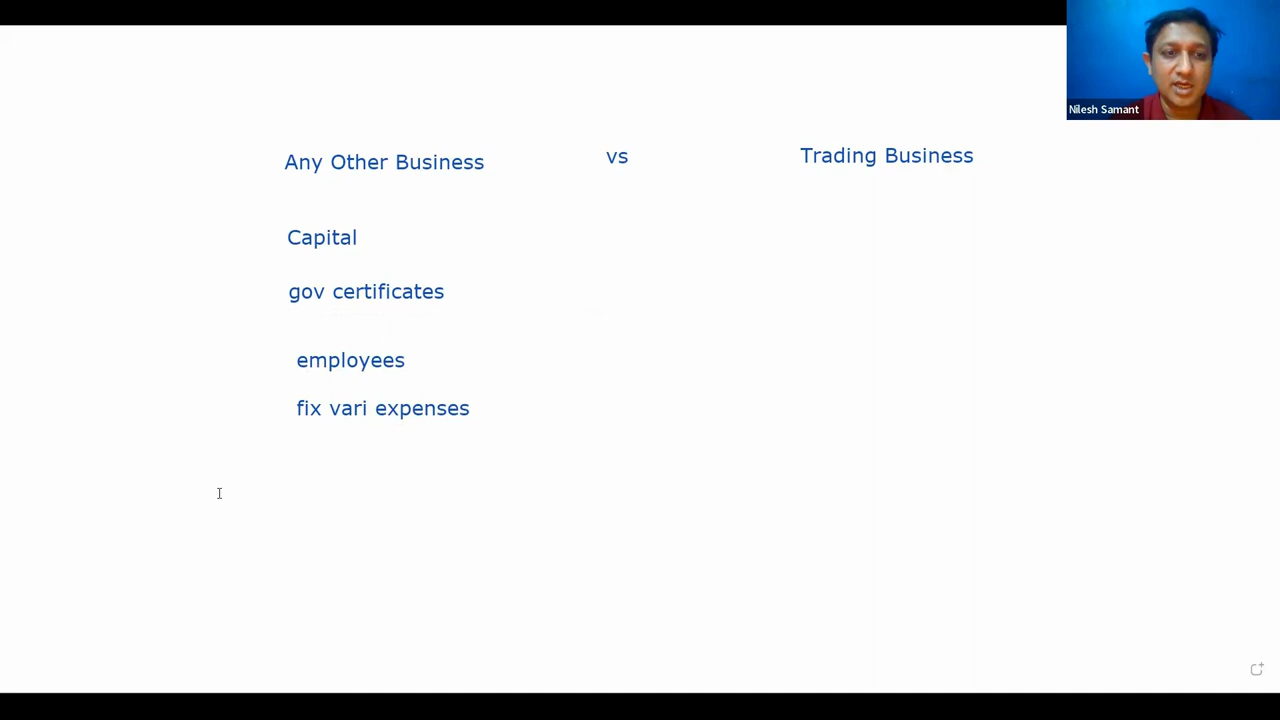 Nilesh Samant
Any Other Business vs Trading Business
Capital
gov certificates
employees
fix vari expenses